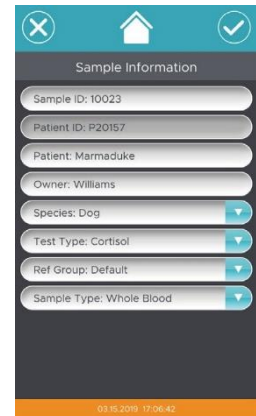 Sample Information
Sample ID: 10023
Patient ID: P20157
Patient: Marmaduke
Owner: Williams
Species: Dog
Test Type: Cortisol
Ref Group: Default
Sample Type: Whole Blood
03.15.2019 17:06:42